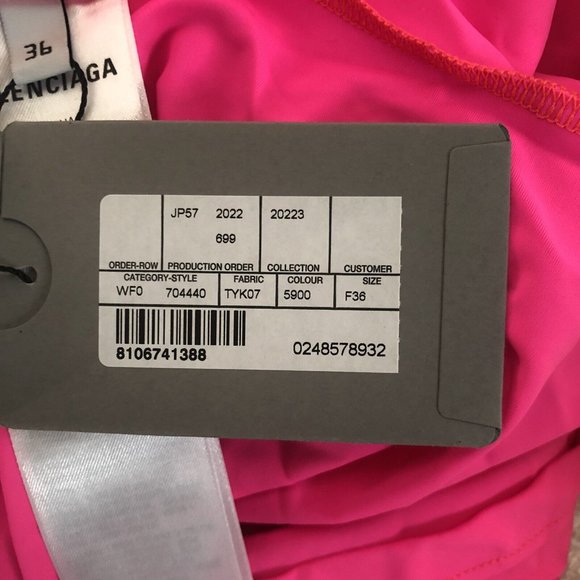 36
LENCIAGA
JP57 2022 20223
699
ORDER-ROW PRODUCTION ORDER COLLECTION CUSTOMER
CATEGORY-STYLE FABRIC COLOUR SIZE
WF0 704440 TYK07 5900 F36
8106741388 0248578932